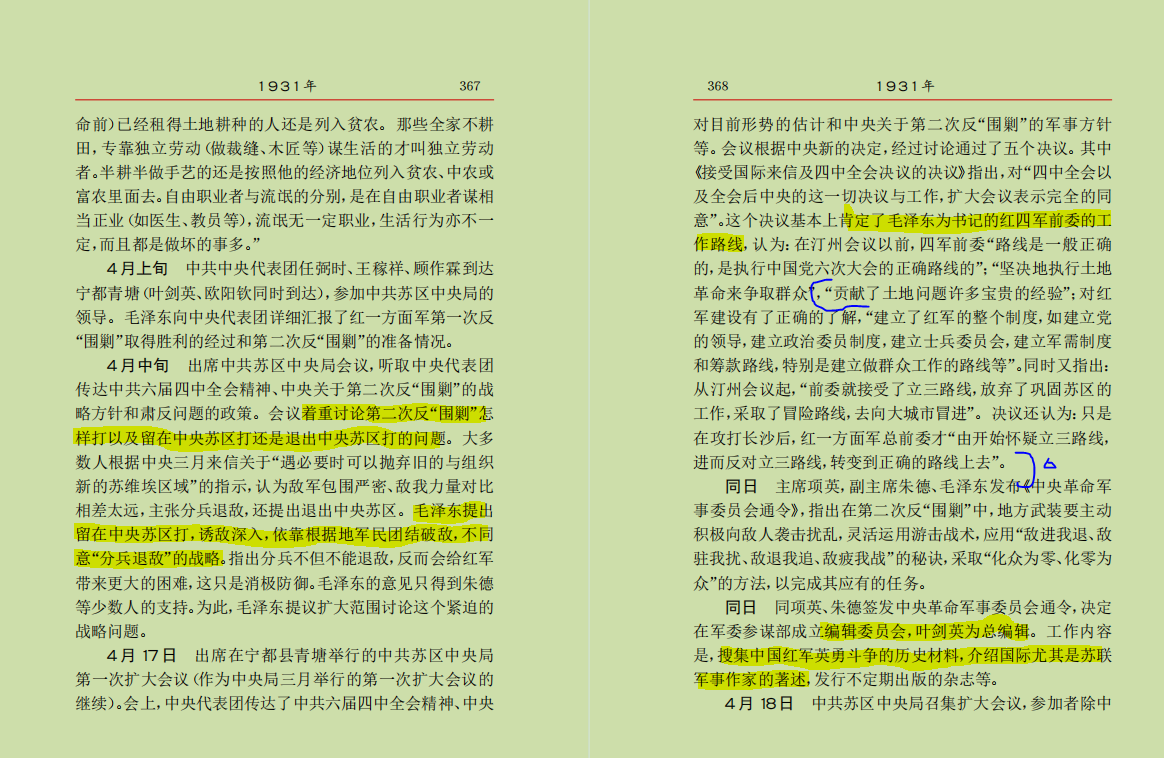 1931年 367
命前)已经租得土地耕种的人还是列入贫农。那些全家不耕
田,专靠独立劳动(做裁缝、木匠等)谋生活的才叫独立劳动
者。半耕半做手艺的还是按照他的经济地位列入贫农、中农或
富农里面去。自由职业者与流氓的分别,是在自由职业者谋相
当正业(如医生、教员等),流氓无一定职业,生活行为亦不一
定,而且都是做坏的事多。”
4月上旬 中共中央代表团任弼时、王稼祥、顾作霖到达
宁都青塘(叶剑英、欧阳钦同时到达),参加中共苏区中央局的
领导。毛泽东向中央代表团详细汇报了红一方面军第一次反
“围剿”取得胜利的经过和第二次反“围剿”的准备情况。
4月中旬 出席中共苏区中央局会议,听取中央代表团
传达中共六届四中全会精神、中央关于第二次反“围剿”的战
略方针和肃反问题的政策。会议着重讨论第二次反“围剿”怎
样打以及留在中央苏区打还是退出中央苏区打的问题。大多
数人根据中央三月来信关于“遇必要时可以抛弃旧的与组织
新的苏维埃区域”的指示,认为敌军包围严密、敌我力量对比
相差太远,主张分兵退敌,还提出退出中央苏区。毛泽东提出
留在中央苏区打,诱敌深入,依靠根据地军民团结破敌,不同
意“分兵退敌”的战略。指出分兵不但不能退敌,反而会给红军
带来更大的困难,这只是消极防御。毛泽东的意见只得到朱德
等少数人的支持。为此,毛泽东提议扩大范围讨论这个紧迫的
战略问题。
4月17日 出席在宁都县青塘举行的中共苏区中央局
第一次扩大会议(作为中央局三月举行的第一次扩大会议的
继续)。会上,中央代表团传达了中共六届四中全会精神、中央
368 1931年
对目前形势的估计和中央关于第二次反“围剿”的军事方针
等。会议根据中央新的决定,经过讨论通过了五个决议。其中
《接受国际来信及四中全会决议的决议》指出,对“四中全会以
及全会后中央的这一切决议与工作,扩大会议表示完全的同
意”。这个决议基本上肯定了毛泽东为书记的红四军前委的工
作路线,认为:在汀州会议以前,四军前委“路线是一般正确
的,是执行中国党六次大会的正确路线的”;“坚决地执行土地
革命来争取群众”,“贡献了土地问题许多宝贵的经验”;对红
军建设有了正确的了解,“建立了红军的整个制度,如建立党
的领导,建立政治委员制度,建立士兵委员会,建立军需制度
和筹款路线,特别是建立做群众工作的路线等”。同时又指出:
从汀州会议起,“前委就接受了立三路线,放弃了巩固苏区的
工作,采取了冒险路线,去向大城市冒进”。决议还认为:只是
在攻打长沙后,红一方面军总前委才“由开始怀疑立三路线,
进而反对立三路线,转变到正确的路线上去”。
同日 主席项英,副主席朱德、毛泽东发布《中央革命军
事委员会通令》,指出在第二次反“围剿”中,地方武装要主动
积极向敌人袭击扰乱,灵活运用游击战术,应用“敌进我退、敌
驻我扰、敌退我追、敌疲我战”的秘诀,采取“化众为零、化零为
众”的方法,以完成其应有的任务。
同日 同项英、朱德签发中央革命军事委员会通令,决定
在军委参谋部成立编辑委员会,叶剑英为总编辑。工作内容
是,搜集中国红军英勇斗争的历史材料,介绍国际尤其是苏联
军事作家的著述,发行不定期出版的杂志等。
4月18日 中共苏区中央局召集扩大会议,参加者除中